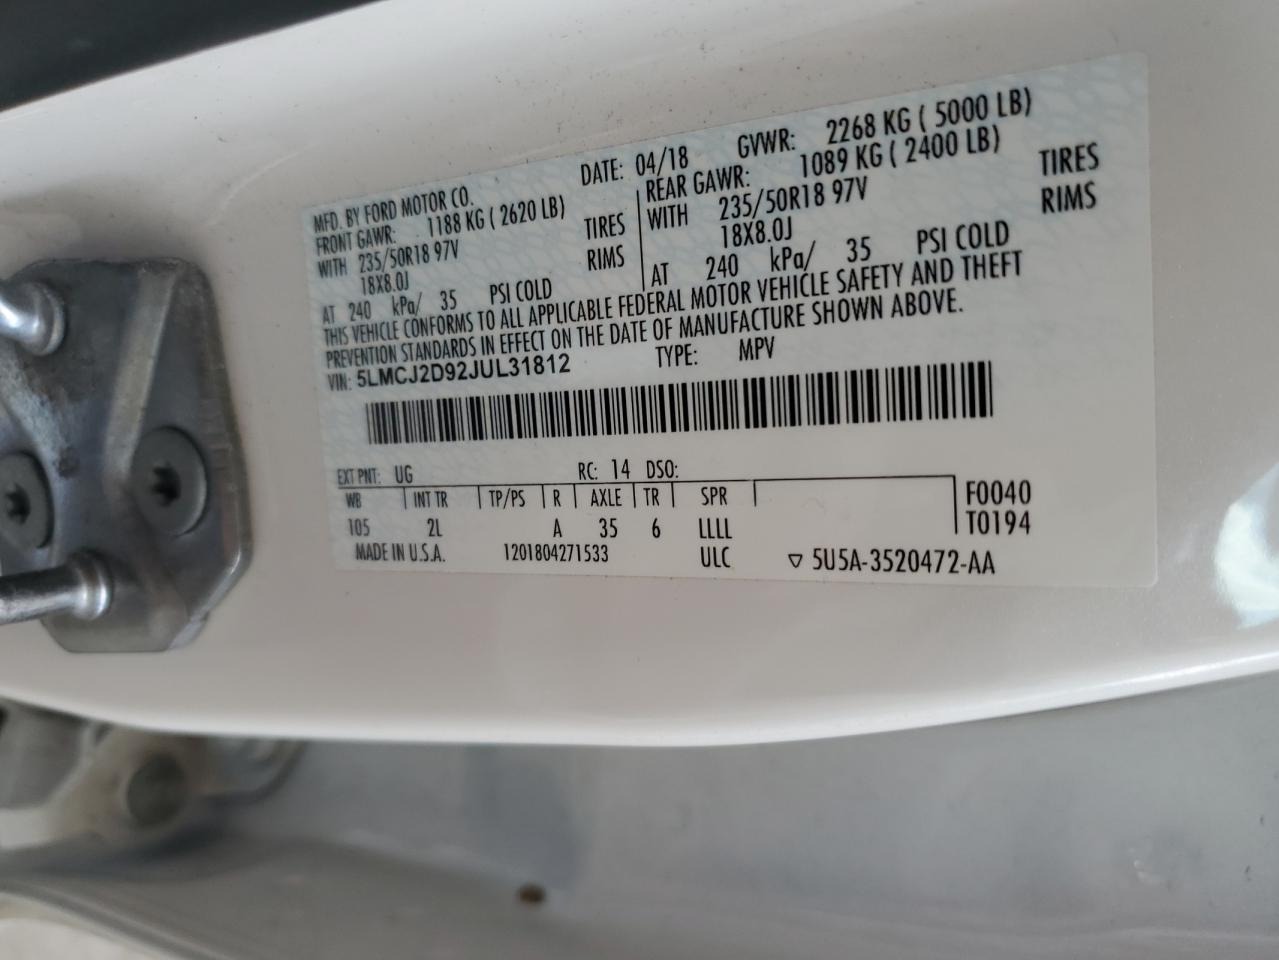 MFD. BY FORD MOTOR CO. DATE: 04/18 GVWR: 2268 KG ( 5000 LB)
FRONT GAWR: 1188 KG ( 2620 LB) REAR GAWR: 1089 KG ( 2400 LB)
WITH 235/50R18 97V TIRES WITH 235/50R18 97V TIRES
18X8.0J RIMS 18X8.0J RIMS
AT 240 kPa/ 35 PSI COLD AT 240 kPa/ 35 PSI COLD
THIS VEHICLE CONFORMS TO ALL APPLICABLE FEDERAL MOTOR VEHICLE SAFETY AND THEFT
PREVENTION STANDARDS IN EFFECT ON THE DATE OF MANUFACTURE SHOWN ABOVE.
VIN: 5LMCJ2D92JUL31812 TYPE: MPV
EXT PNT: UG RC: 14 DSO:
WB INT TR TP/PS R AXLE TR SPR F0040
105 2L A 35 6 LLLL T0194
MADE IN U.S.A. 1201804271533 ULC ▽ 5U5A-3520472-AA